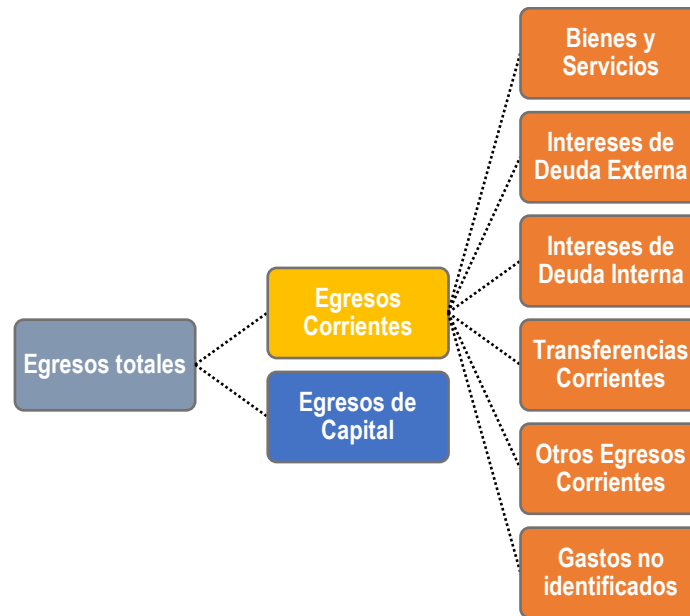 Egresos totales
Egresos
Corrientes
Egresos de
Capital
Bienes y
Servicios
Intereses de
Deuda Externa
Intereses de
Deuda Interna
Transferencias
Corrientes
Otros Egresos
Corrientes
Gastos no
identificados